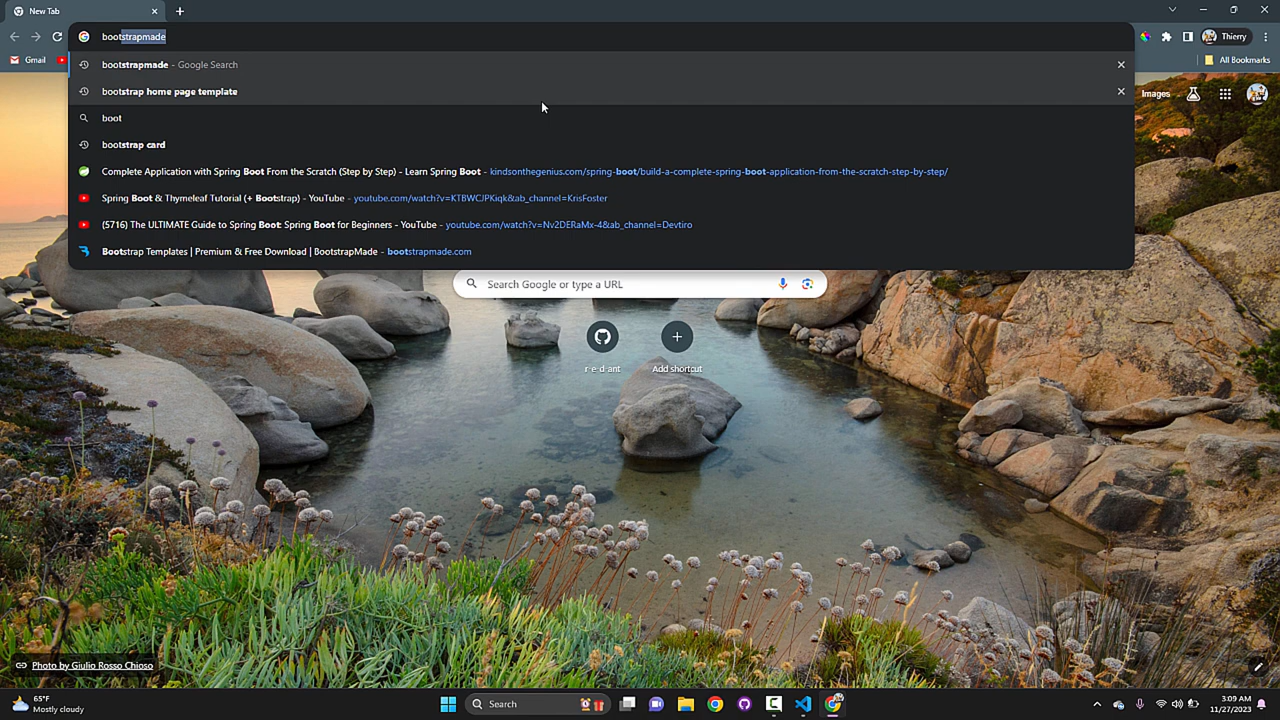 New Tab
bootstrapmade
Thierry
Gmail
All Bookmarks
bootstrapmade - Google Search
bootstrap home page template
Images
boot
bootstrap card
Complete Application with Spring Boot From the Scratch (Step by Step) - Learn Spring Boot - kindsonthegenius.com/spring-boot/build-a-complete-spring-boot-application-from-the-scratch-step-by-step/
Spring Boot & Thymeleaf Tutorial (+ Bootstrap) - YouTube - youtube.com/watch?v=KTBWCJPKiqk&ab_channel=KrisFoster
(5716) The ULTIMATE Guide to Spring Boot: Spring Boot for Beginners - YouTube - youtube.com/watch?v=Nv2DERaMx-4&ab_channel=Devtiro
Bootstrap Templates | Premium & Free Download | BootstrapMade - bootstrapmade.com
Search Google or type a URL
r-e-d-ant
Add shortcut
Photo by Giulio Rosso Chioso
65°F
Mostly cloudy
Search
3:09 AM
11/27/2023